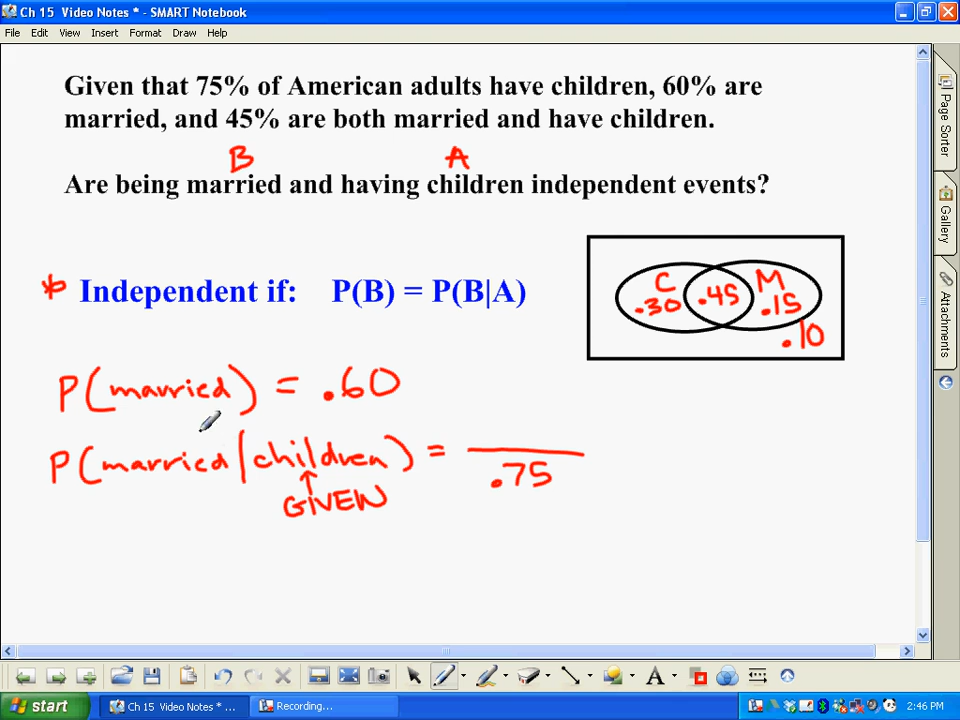 Ch 15 Video Notes * - SMART Notebook
File Edit View Insert Format Draw Help
Given that 75% of American adults have children, 60% are
married, and 45% are both married and have children.
B A
Are being married and having children independent events?
* Independent if: P(B) = P(B|A)
C M
.30 .45 .15
.10
P(married) = .60
P(married|children) =
.75
GIVEN
Page Sorter
Gallery
Attachments
A
start
Ch 15 Video Notes * ...
Recording...
2:46 PM